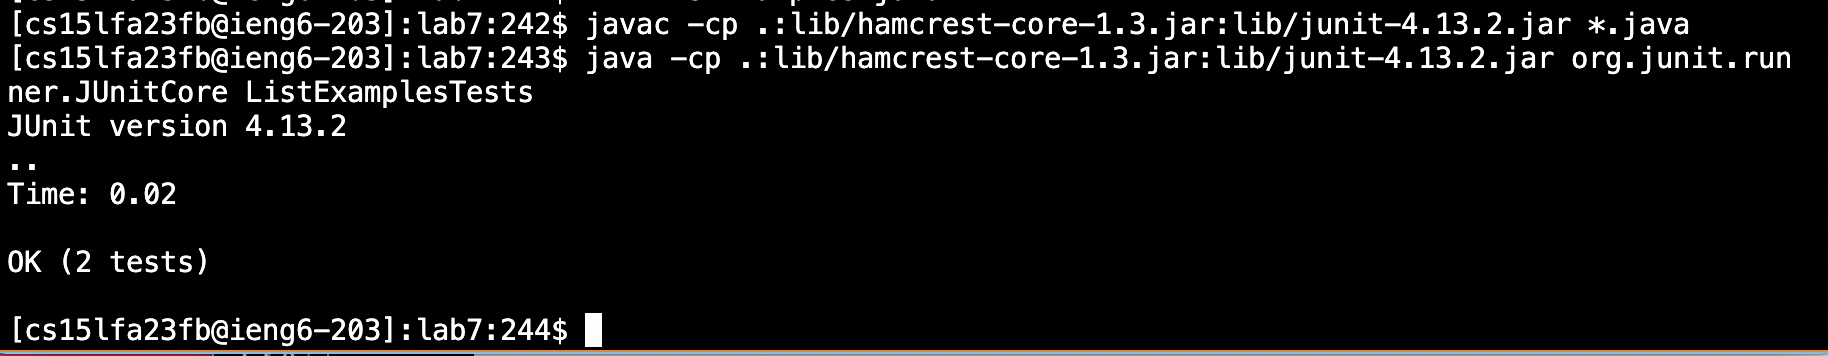 [cs15lfa23fb@ieng6-203]:lab7:242$ javac -cp .:lib/hamcrest-core-1.3.jar:lib/junit-4.13.2.jar *.java
[cs15lfa23fb@ieng6-203]:lab7:243$ java -cp .:lib/hamcrest-core-1.3.jar:lib/junit-4.13.2.jar org.junit.run
ner.JUnitCore ListExamplesTests
JUnit version 4.13.2
..
Time: 0.02
OK (2 tests)
[cs15lfa23fb@ieng6-203]:lab7:244$